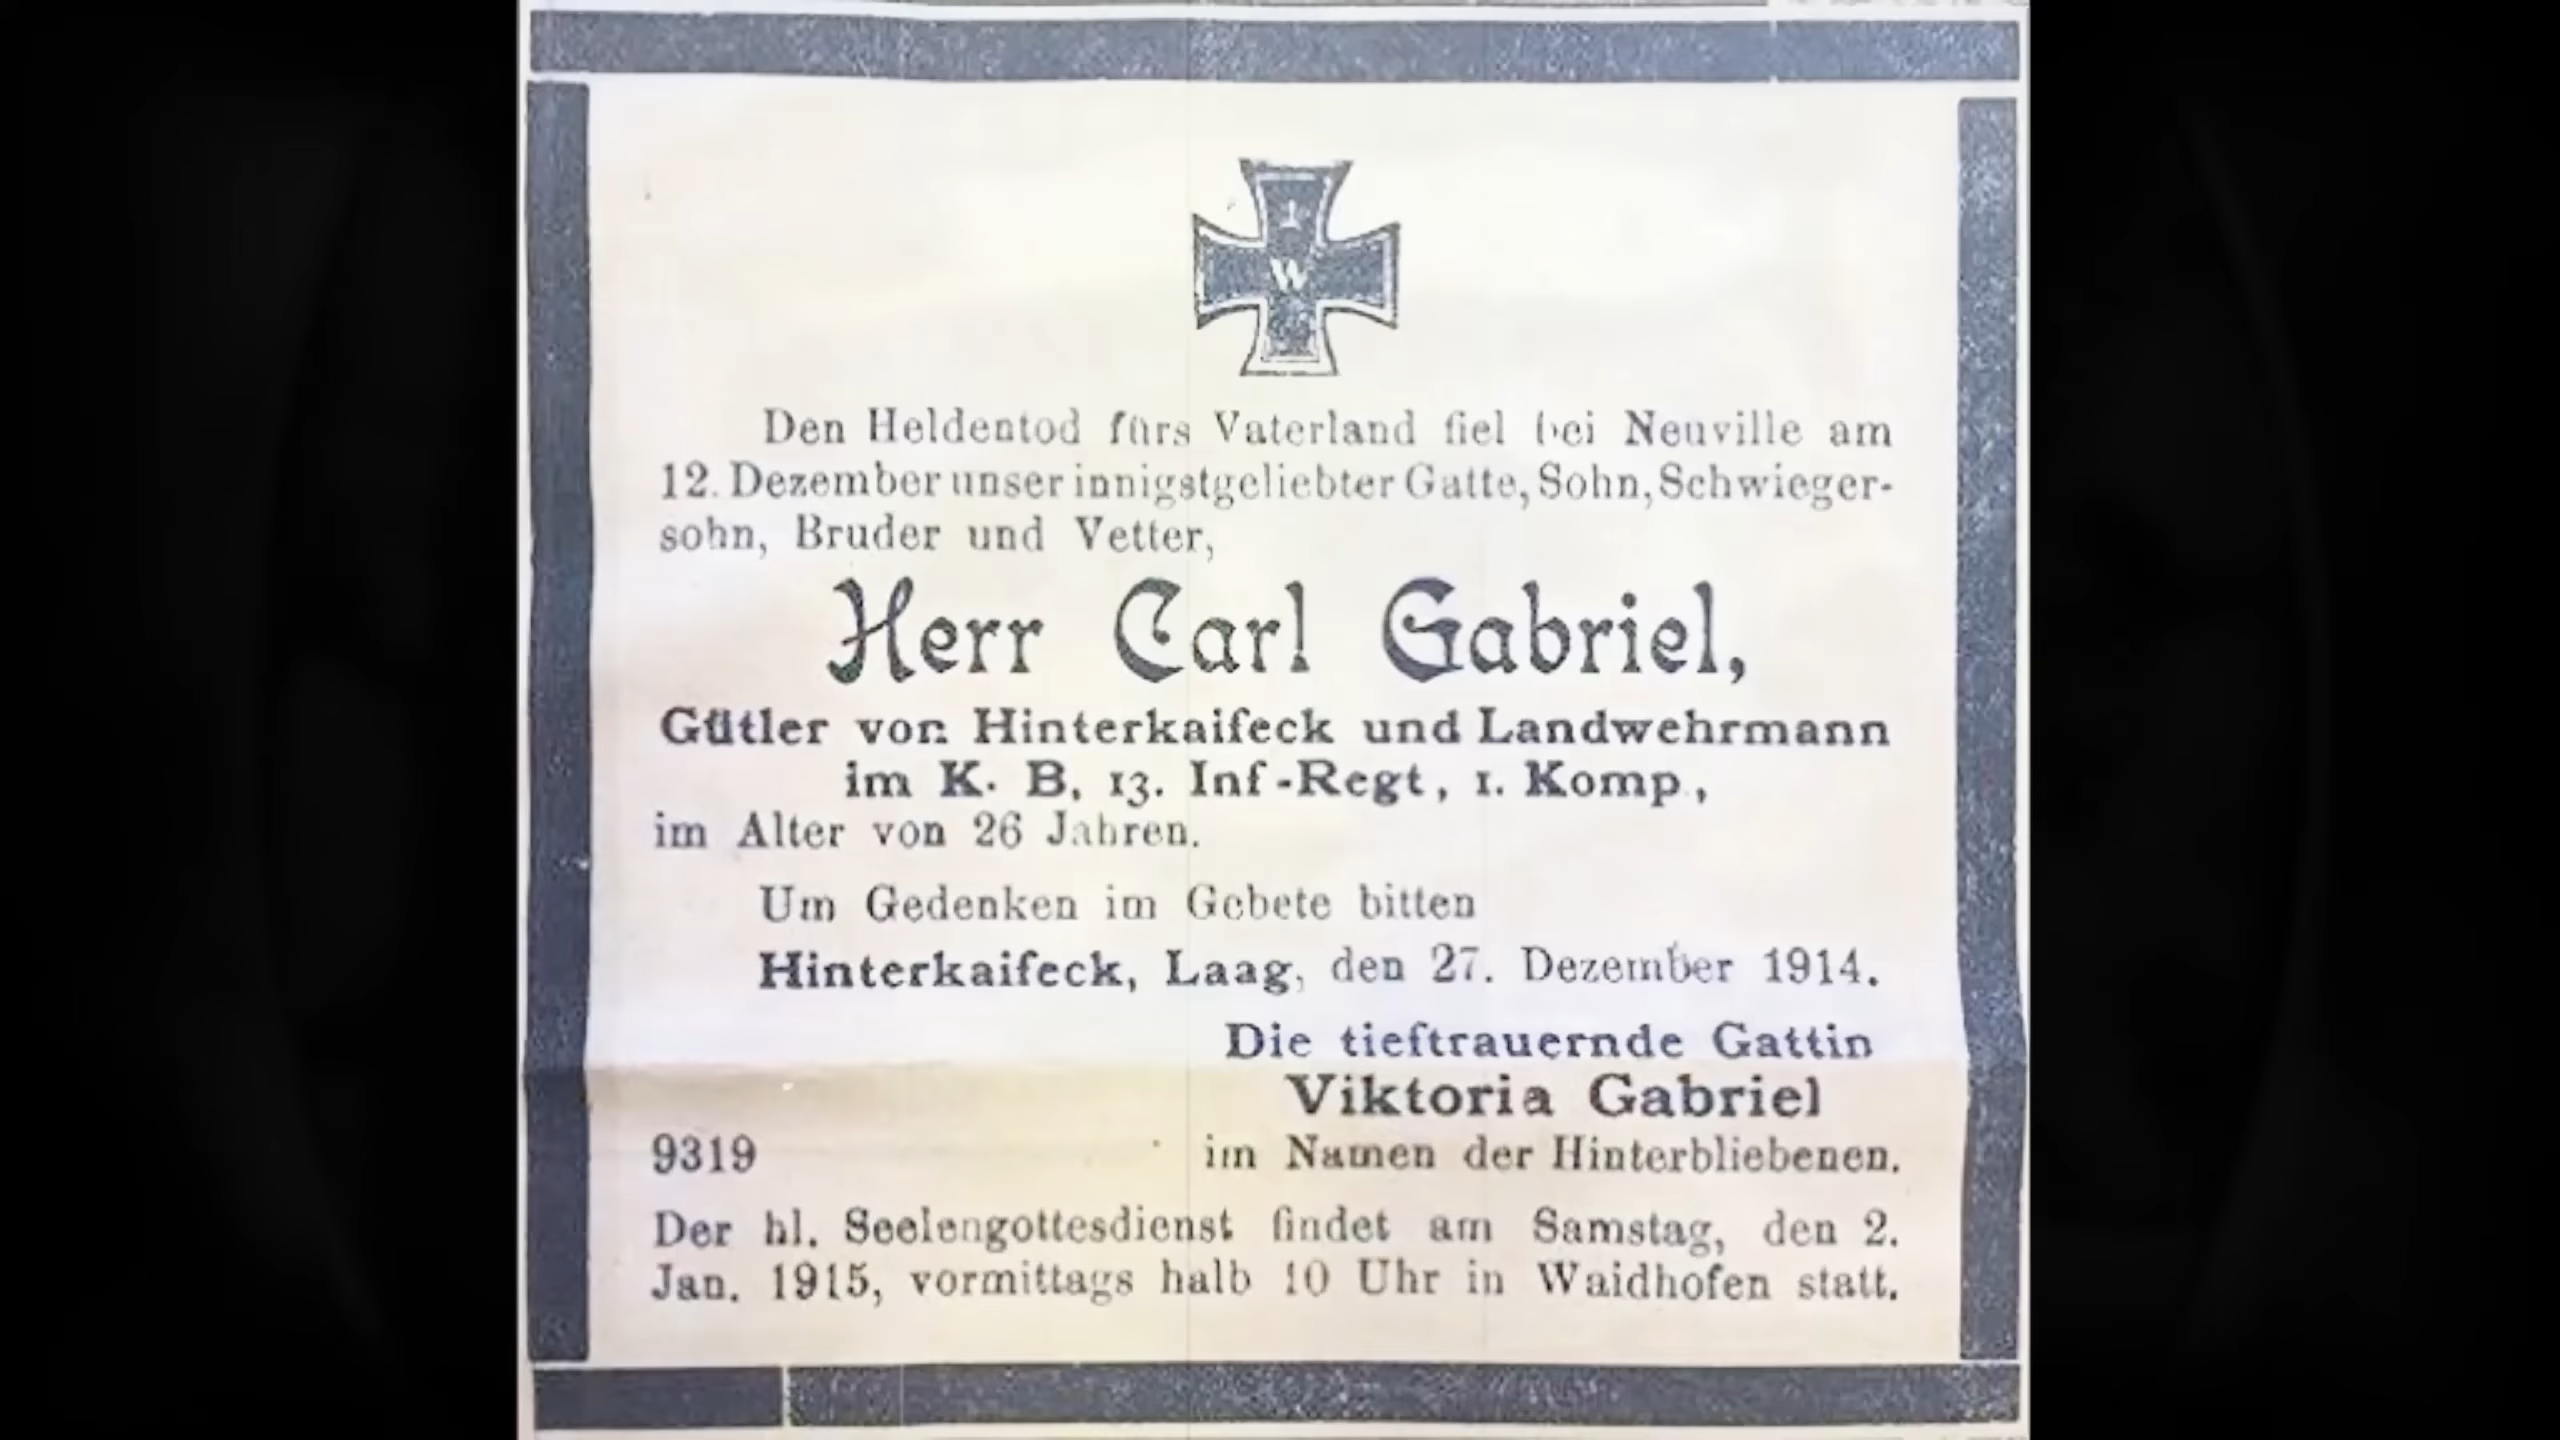 W
Den Heldentod fürs Vaterland fiel bei Neuville am
12. Dezember unser innigstgeliebter Gatte, Sohn, Schwieger-
sohn, Bruder und Vetter,
Herr Carl Gabriel,
Gütler von Hinterkaifeck und Landwehrmann
im K. B. 13. Inf-Regt, 1. Komp.,
im Alter von 26 Jahren.
Um Gedenken im Gebete bitten
Hinterkaifeck, Laag, den 27. Dezember 1914.
Die tieftrauernde Gattin
Viktoria Gabriel
9319 im Namen der Hinterbliebenen.
Der hl. Seelengottesdienst findet am Samstag, den 2.
Jan. 1915, vormittags halb 10 Uhr in Waidhofen statt.